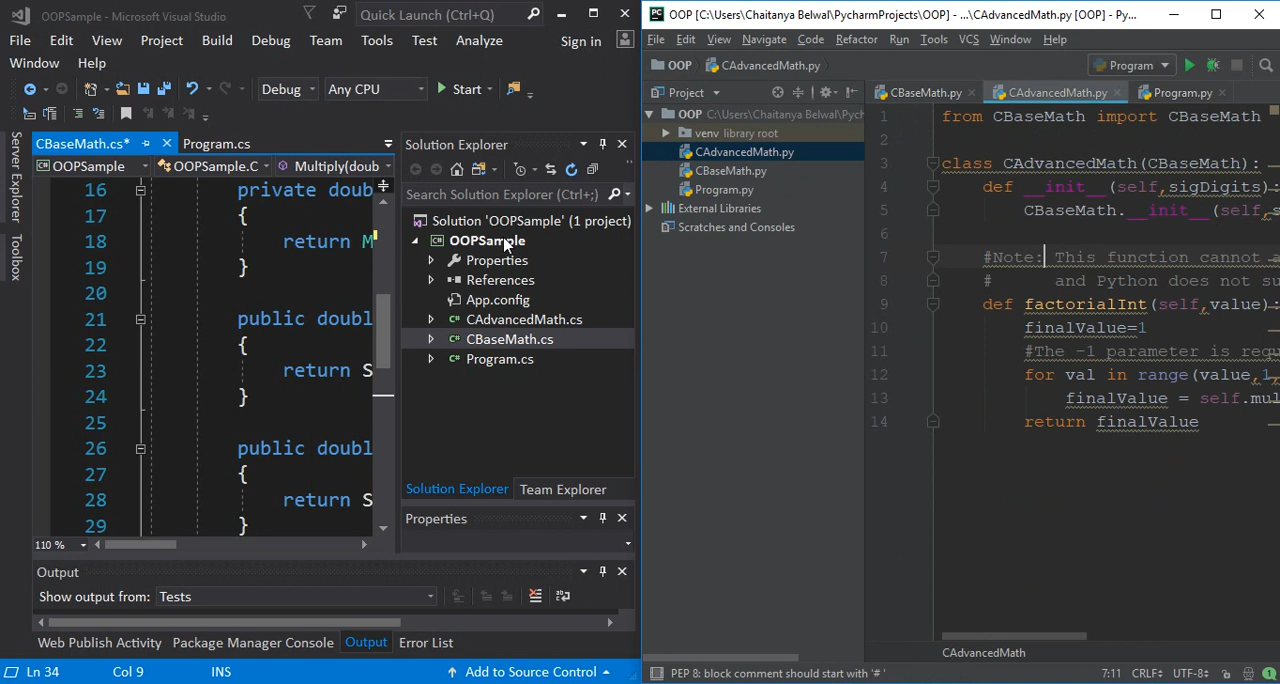 OOPSample - Microsoft Visual Studio
Quick Launch (Ctrl+Q)
File Edit View Project Build Debug Team Tools Test Analyze Sign in
Window Help
Debug Any CPU Start
Server Explorer
Toolbox
CBaseMath.cs* Program.cs
OOPSample OOPSample.C Multiply(doub
16 private doub
17 {
18 return M
19 }
20
21 public doubl
22 {
23 return S
24 }
25
26 public doubl
27 {
28 return S
29 }
110 %
Solution Explorer
Search Solution Explorer (Ctrl+;)
Solution 'OOPSample' (1 project)
OOPSample
Properties
References
App.config
CAdvancedMath.cs
CBaseMath.cs
Program.cs
Solution Explorer Team Explorer
Properties
Output
Show output from: Tests
Web Publish Activity Package Manager Console Output Error List
Ln 34 Col 9 INS Add to Source Control
OOP [C:\Users\Chaitanya Belwal\PycharmProjects\OOP] - ...\CAdvancedMath.py [OOP] - Py...
File Edit View Navigate Code Refactor Run Tools VCS Window Help
OOP CAdvancedMath.py Program
Project
CBaseMath.py CAdvancedMath.py Program.py
OOP C:\Users\Chaitanya Belwal\Pych
venv library root
CAdvancedMath.py
CBaseMath.py
Program.py
External Libraries
Scratches and Consoles
1 from CBaseMath import CBaseMath
2
3 class CAdvancedMath(CBaseMath):
4 def __init__(self,sigDigits):
5 CBaseMath.__init__(self,s
6
7 #Note: This function cannot a
8 # and Python does not su
9 def factorialInt(self,value):
10 finalValue=1
11 #The -1 parameter is requ
12 for val in range(value,1,
13 finalValue = self.mul
14 return finalValue
CAdvancedMath
PEP 8: block comment should start with '# ' 7:11 CRLF UTF-8 1